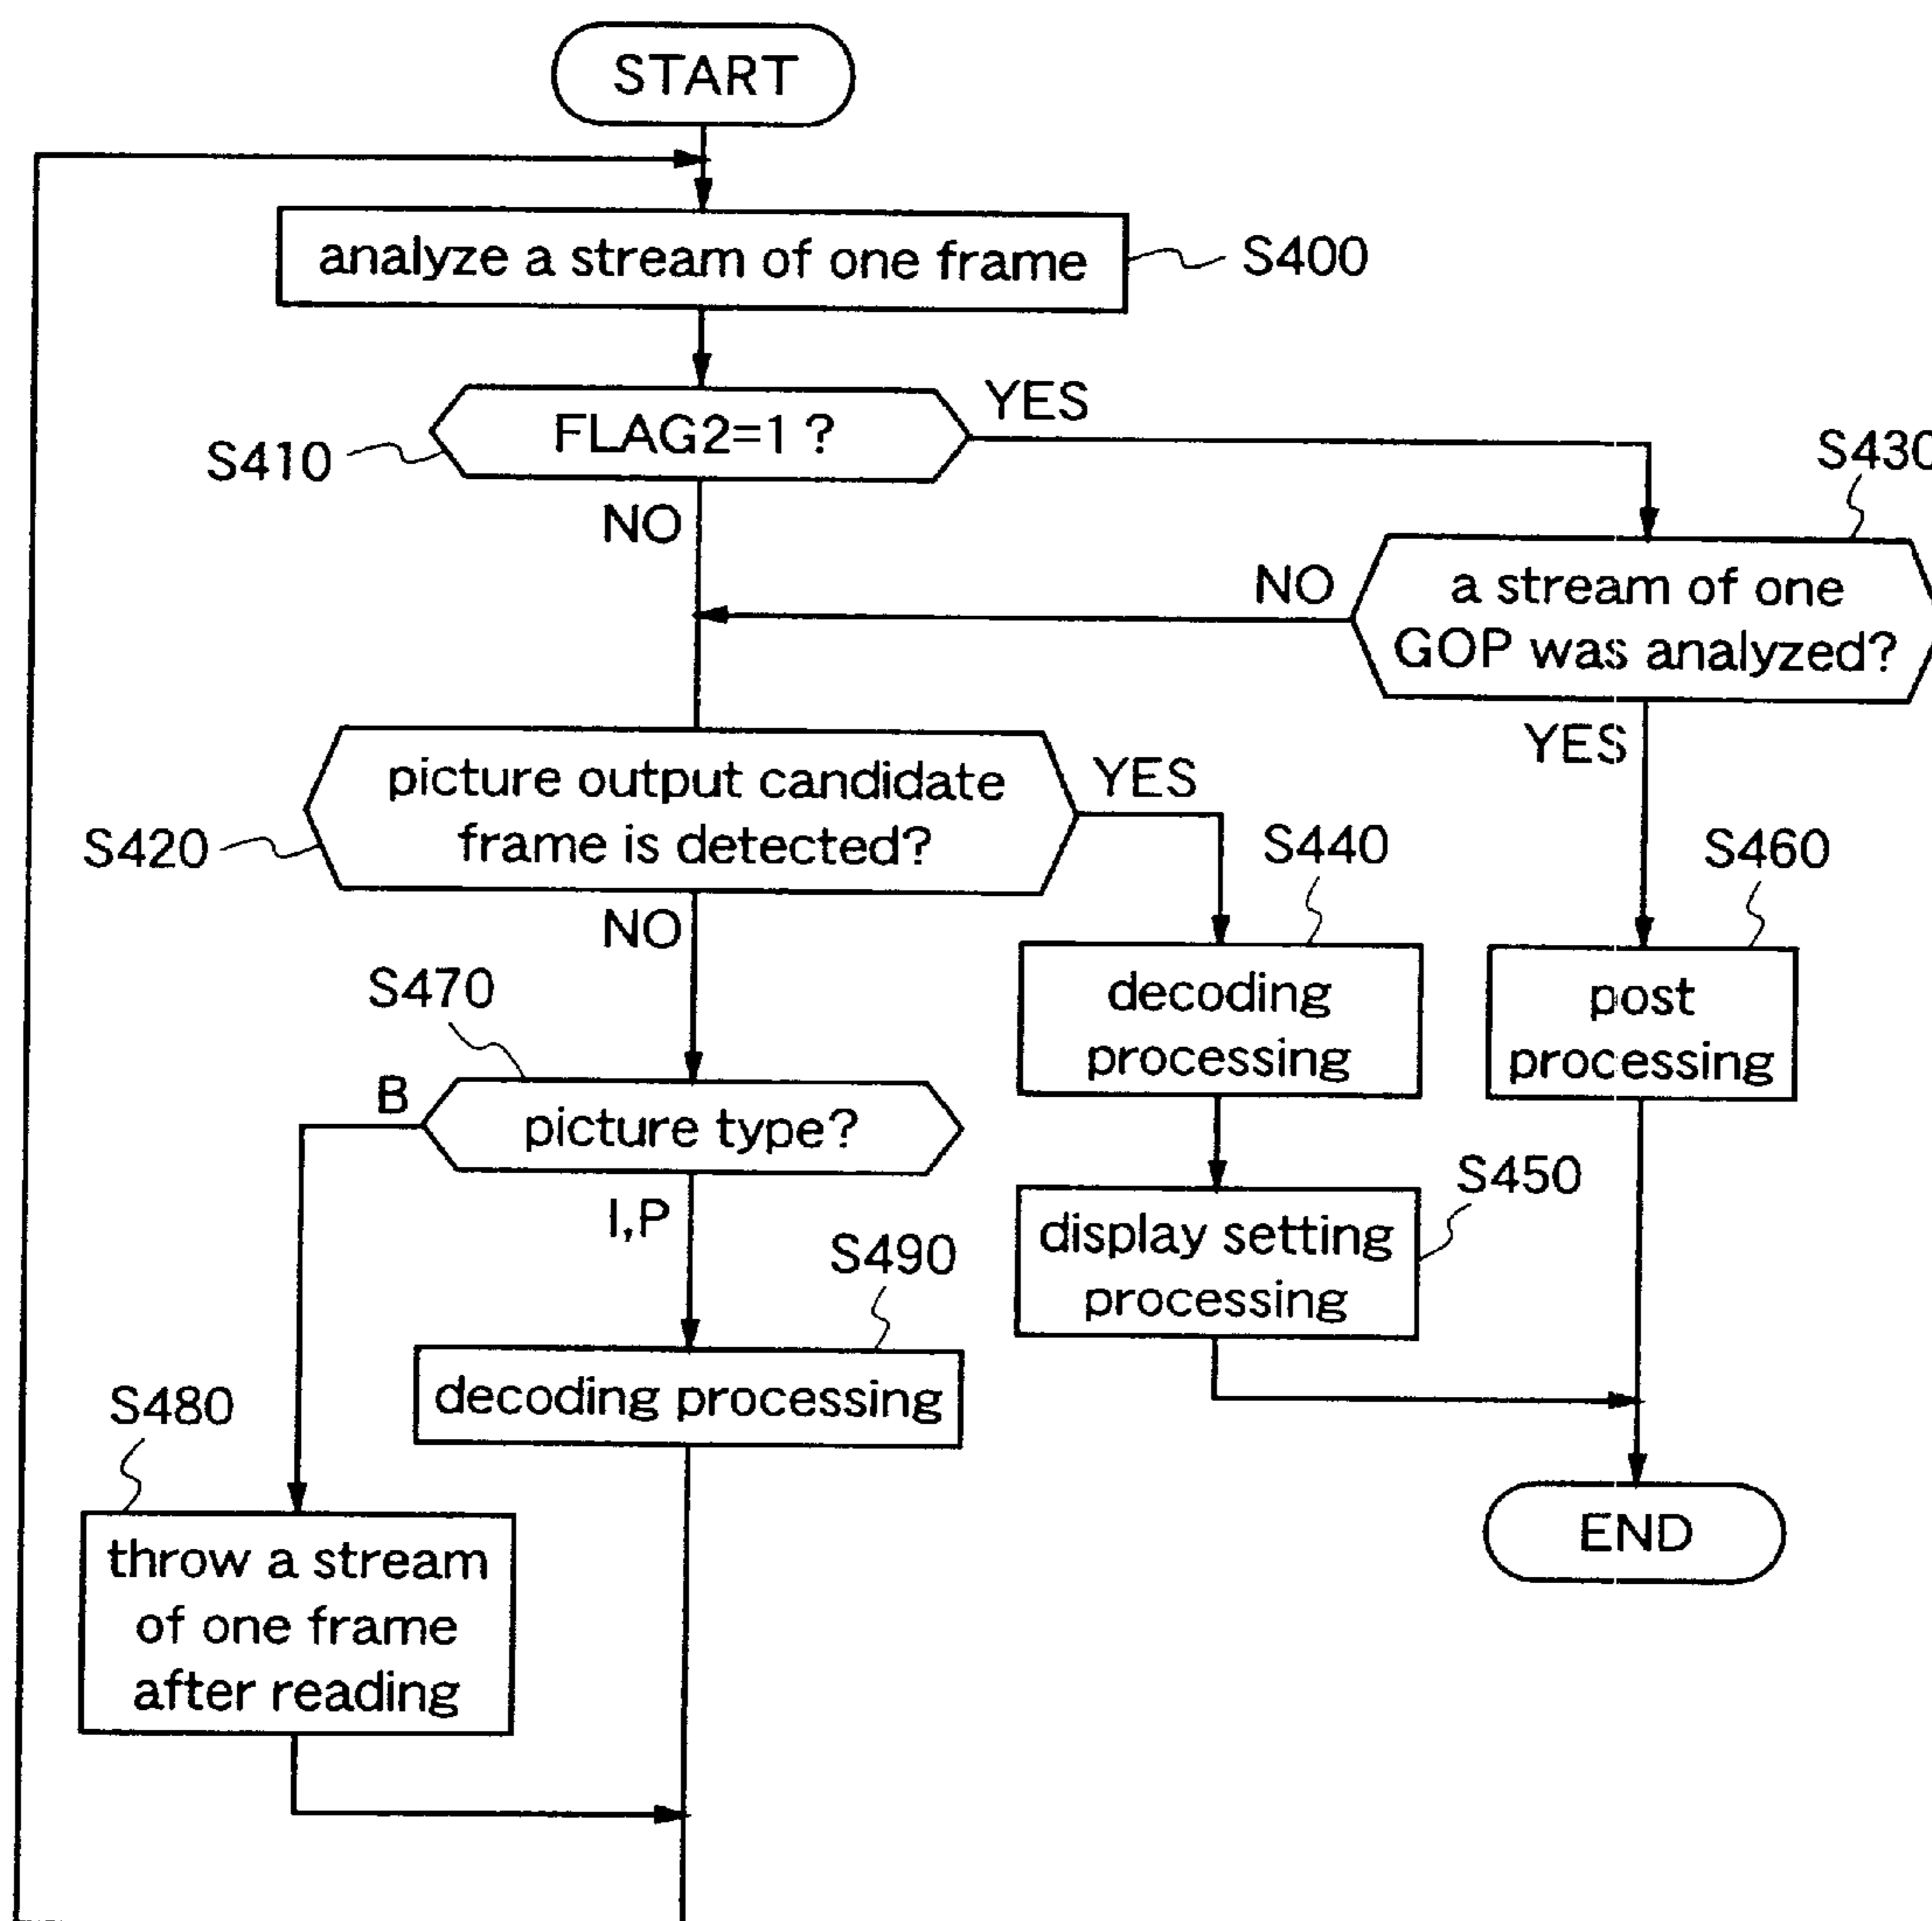 START
analyze a stream of one frame
S400
FLAG2=1 ?
YES
S410
NO
S430
a stream of one
GOP was analyzed?
NO
YES
picture output candidate
frame is detected?
YES
S420
NO
S440
decoding
processing
S460
post
processing
S470
B
picture type?
I,P
S450
display setting
processing
S490
decoding processing
S480
throw a stream
of one frame
after reading
END